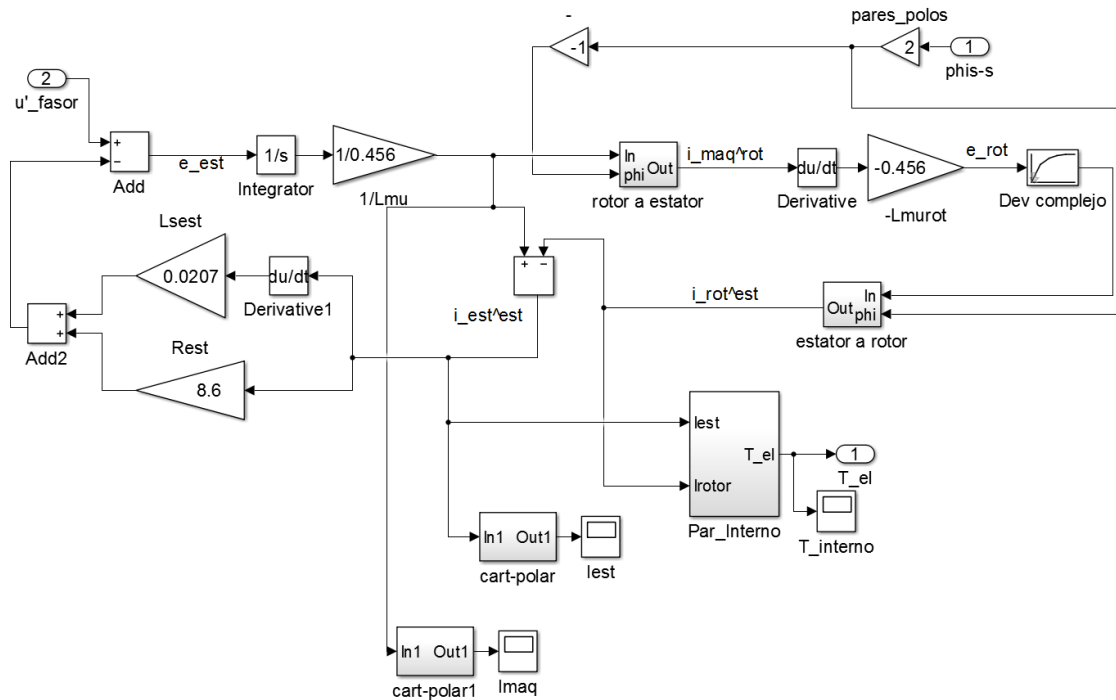 -
pares_polos
-1
2
1
phis-s
2
u'_fasor
+
−
Add
e_est
1/s
Integrator
1/0.456
1/Lmu
In
phi
Out
rotor a estator
i_maq^rot
du/dt
Derivative
-0.456
-Lmurot
e_rot
Dev complejo
Lsest
0.0207
du/dt
Derivative1
+
−
i_est^est
i_rot^est
In
phi
Out
estator a rotor
+
+
Add2
Rest
8.6
Iest
Irotor
T_el
Par_Interno
1
T_el
T_interno
In1 Out1
cart-polar
Iest
In1 Out1
cart-polar1
Imaq